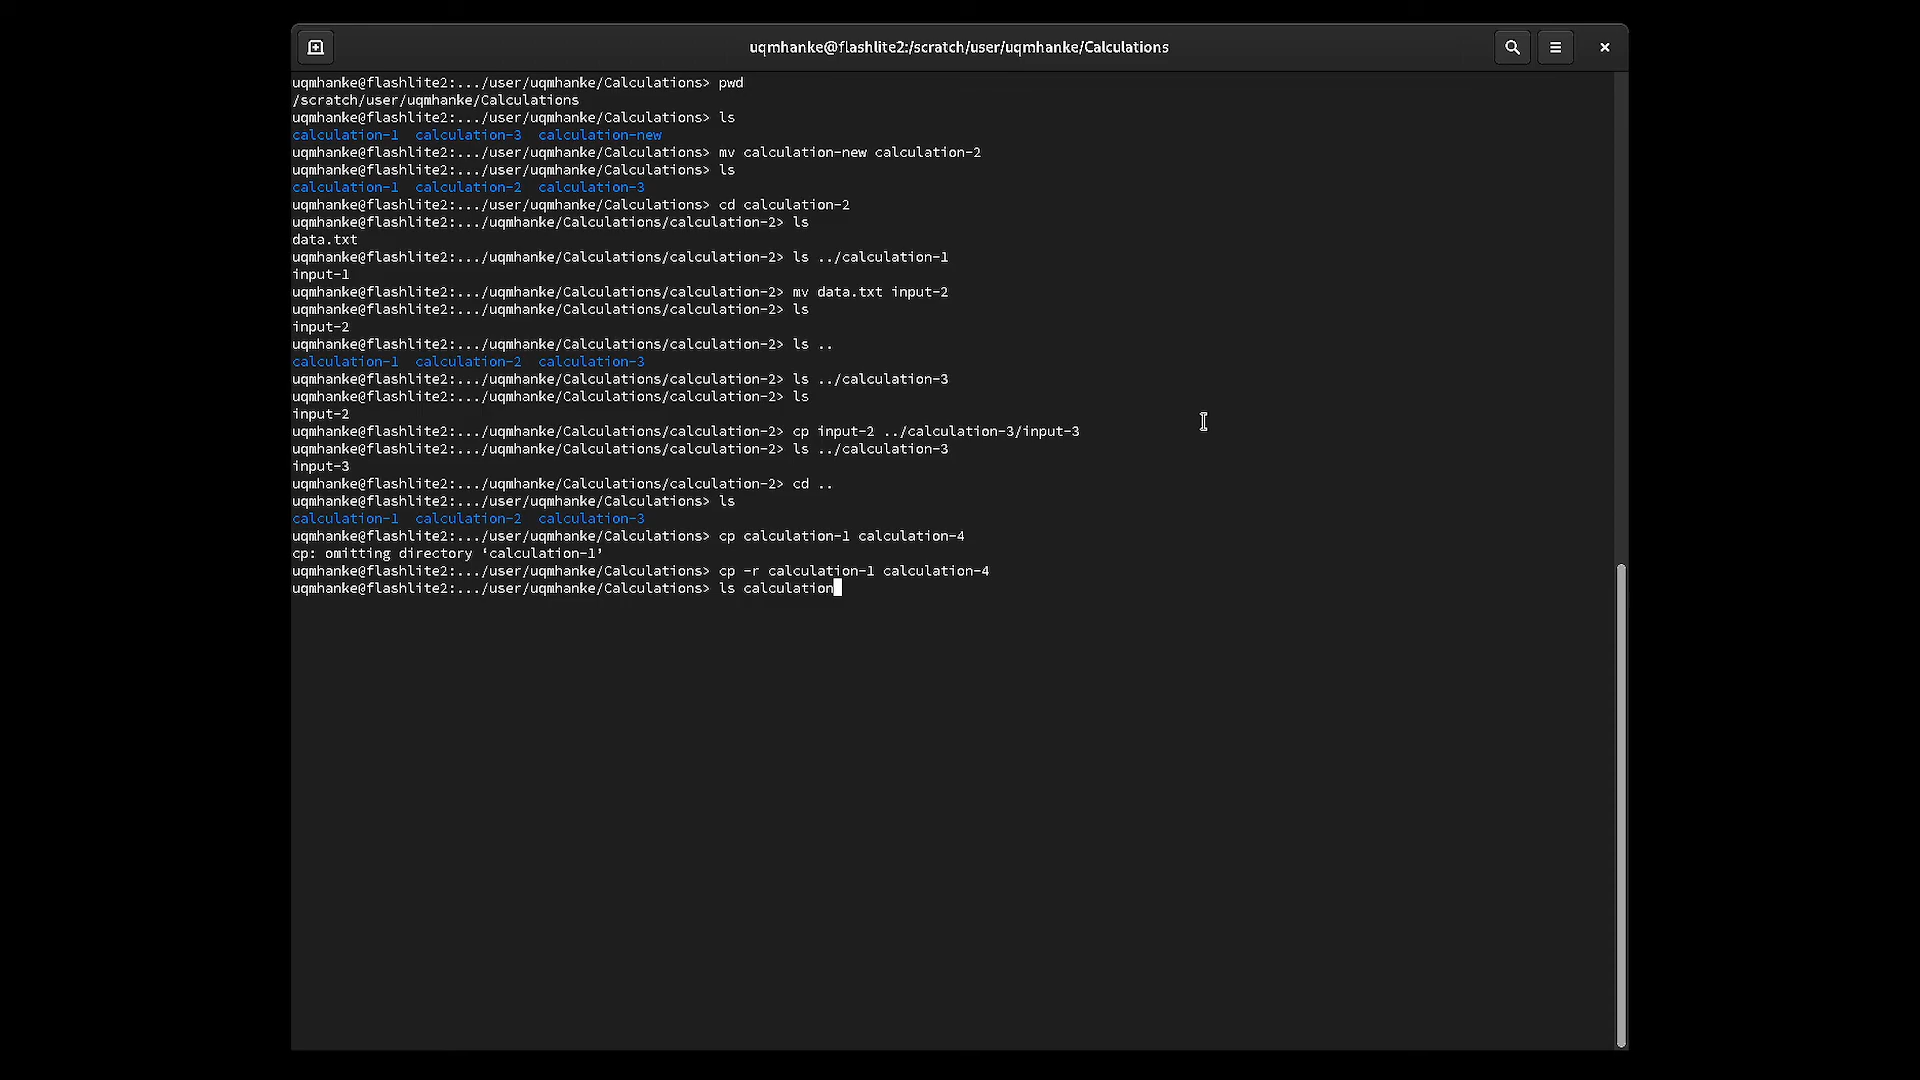 uqmhanke@flashlite2:/scratch/user/uqmhanke/Calculations
uqmhanke@flashlite2:.../user/uqmhanke/Calculations> pwd
/scratch/user/uqmhanke/Calculations
uqmhanke@flashlite2:.../user/uqmhanke/Calculations> ls
calculation-1  calculation-3  calculation-new
uqmhanke@flashlite2:.../user/uqmhanke/Calculations> mv calculation-new calculation-2
uqmhanke@flashlite2:.../user/uqmhanke/Calculations> ls
calculation-1  calculation-2  calculation-3
uqmhanke@flashlite2:.../user/uqmhanke/Calculations> cd calculation-2
uqmhanke@flashlite2:.../uqmhanke/Calculations/calculation-2> ls
data.txt
uqmhanke@flashlite2:.../uqmhanke/Calculations/calculation-2> ls ../calculation-1
input-1
uqmhanke@flashlite2:.../uqmhanke/Calculations/calculation-2> mv data.txt input-2
uqmhanke@flashlite2:.../uqmhanke/Calculations/calculation-2> ls
input-2
uqmhanke@flashlite2:.../uqmhanke/Calculations/calculation-2> ls ..
calculation-1  calculation-2  calculation-3
uqmhanke@flashlite2:.../uqmhanke/Calculations/calculation-2> ls ../calculation-3
uqmhanke@flashlite2:.../uqmhanke/Calculations/calculation-2> ls
input-2
uqmhanke@flashlite2:.../uqmhanke/Calculations/calculation-2> cp input-2 ../calculation-3/input-3
uqmhanke@flashlite2:.../uqmhanke/Calculations/calculation-2> ls ../calculation-3
input-3
uqmhanke@flashlite2:.../uqmhanke/Calculations/calculation-2> cd ..
uqmhanke@flashlite2:.../user/uqmhanke/Calculations> ls
calculation-1  calculation-2  calculation-3
uqmhanke@flashlite2:.../user/uqmhanke/Calculations> cp calculation-1 calculation-4
cp: omitting directory ‘calculation-1’
uqmhanke@flashlite2:.../user/uqmhanke/Calculations> cp -r calculation-1 calculation-4
uqmhanke@flashlite2:.../user/uqmhanke/Calculations> ls calculation